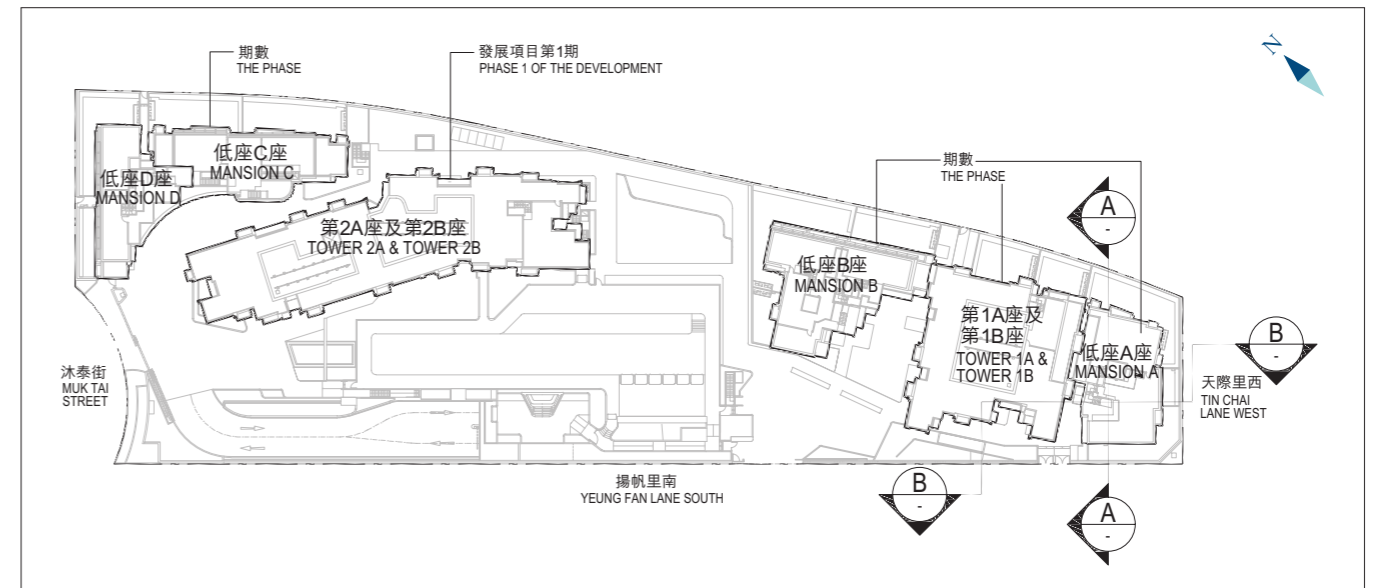 N
期數
THE PHASE
發展項目第1期
PHASE 1 OF THE DEVELOPMENT
低座C座
MANSION C
低座D座
MANSION D
第2A座及第2B座
TOWER 2A & TOWER 2B
期數
THE PHASE
A
-
低座B座
MANSION B
第1A座及
第1B座
TOWER 1A &
TOWER 1B
低座A座
MANSION A
B
-
天際里西
TIN CHAI
LANE WEST
沐泰街
MUK TAI
STREET
揚帆里南
YEUNG FAN LANE SOUTH
B
-
A
-